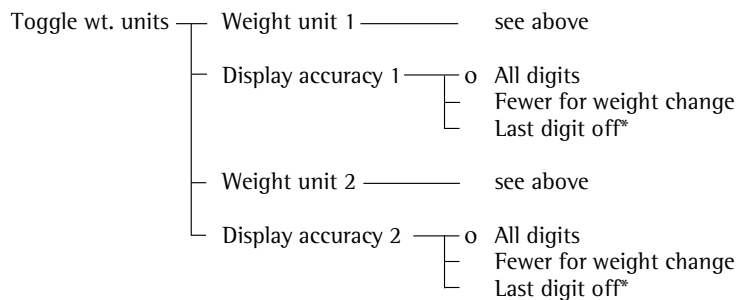 Toggle wt. units Weight unit 1 see above
Display accuracy 1 o All digits
Fewer for weight change
Last digit off*
Weight unit 2 see above
Display accuracy 2 o All digits
Fewer for weight change
Last digit off*